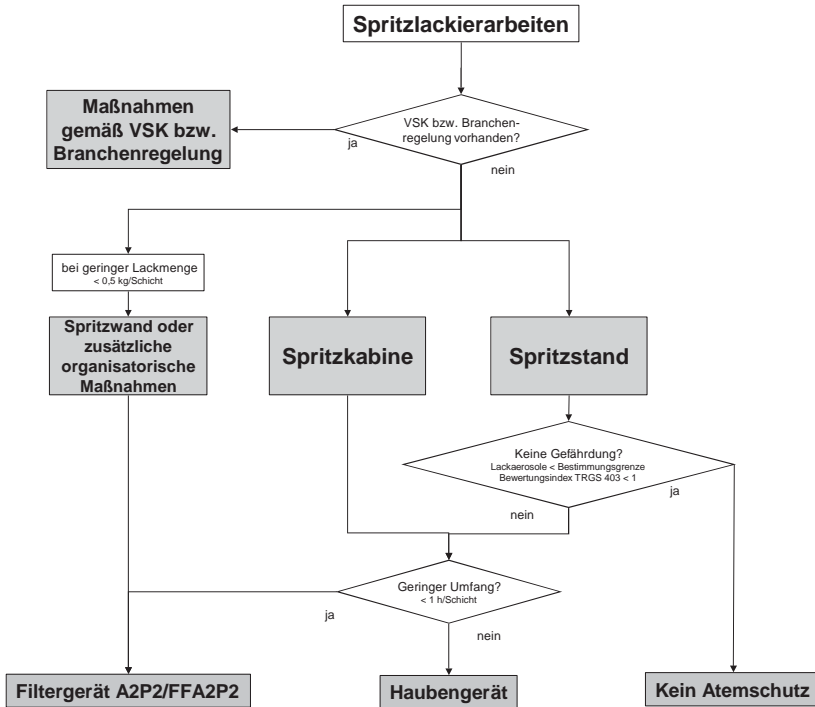 Spritzlackierarbeiten
Maßnahmen
gemäß VSK bzw.
Branchenregelung
VSK bzw. Branchen-
regelung vorhanden?
ja
nein
bei geringer Lackmenge
< 0,5 kg/Schicht
Spritzwand oder
zusätzliche
organisatorische
Maßnahmen
Spritzkabine
Spritzstand
Keine Gefährdung?
Lackaerosole < Bestimmungsgrenze
Bewertungsindex TRGS 403 < 1
ja
nein
Geringer Umfang?
< 1 h/Schicht
ja
nein
Filtergerät A2P2/FFA2P2
Haubengerät
Kein Atemschutz